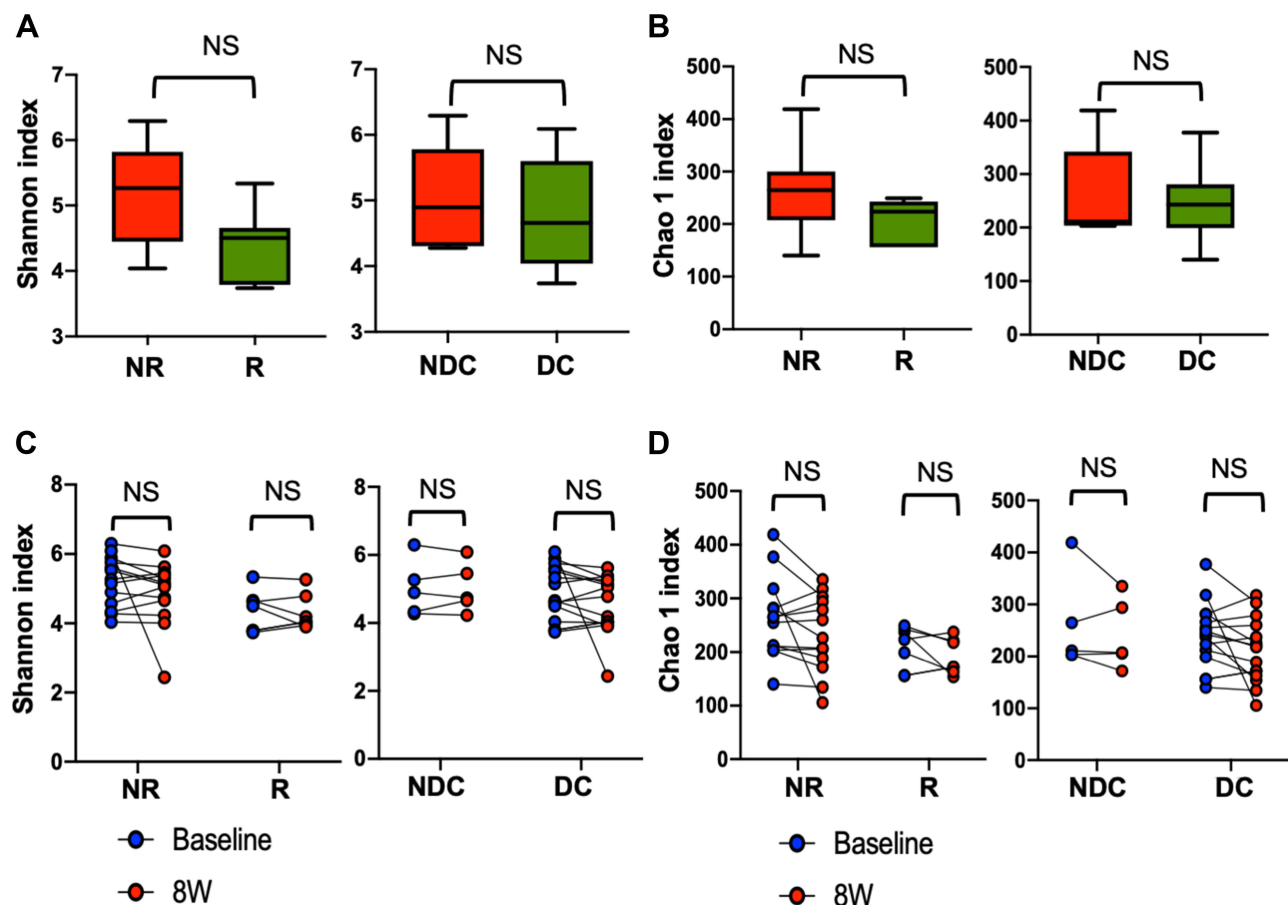 A
B
NS
NS
NS
NS
Shannon index
7
6
5
4
3
NR
R
7
6
5
4
3
NDC
DC
Chao 1 index
500
400
300
200
100
0
NR
R
500
400
300
200
100
0
NDC
DC
C
D
NS
NS
NS
NS
NS
NS
NS
NS
Shannon index
8
6
4
2
0
NR
R
8
6
4
2
0
NDC
DC
Chao 1 index
500
400
300
200
100
0
NR
R
500
400
300
200
100
0
NDC
DC
Baseline
8W
Baseline
8W